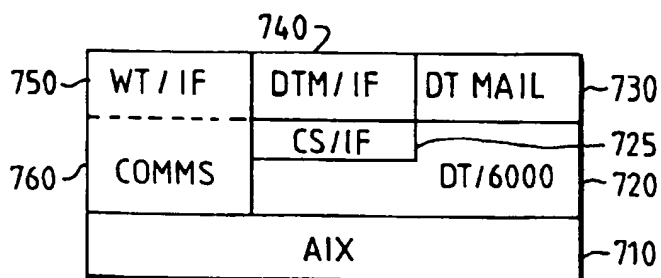 740
750 WT / IF DTM / IF DT MAIL 730
CS/IF 725
760 COMMS DT/6000 720
AIX 710